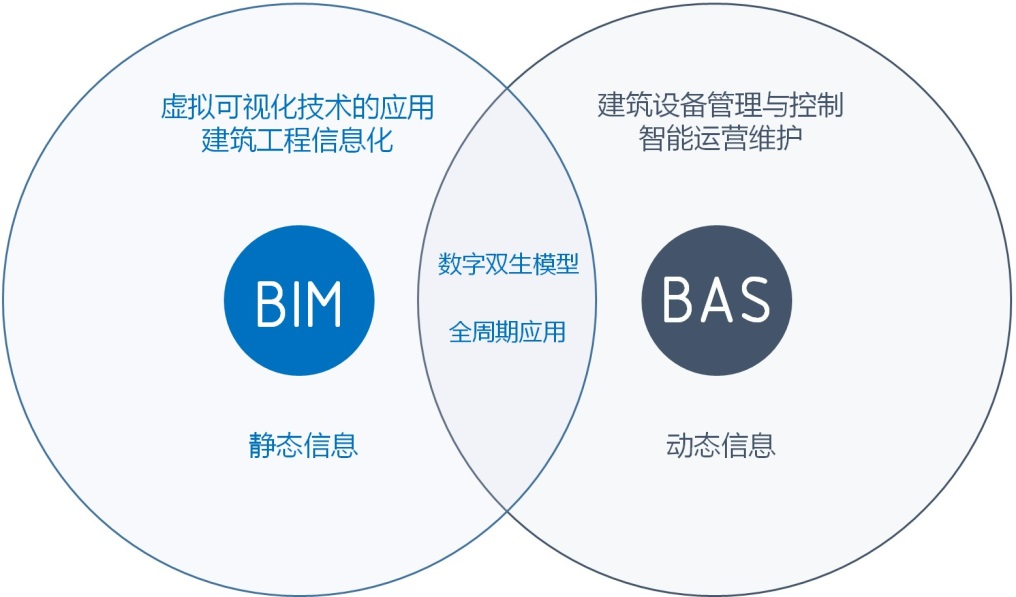 虚拟可视化技术的应用
建筑工程信息化
BIM
静态信息
数字双生模型
全周期应用
建筑设备管理与控制
智能运营维护
BAS
动态信息